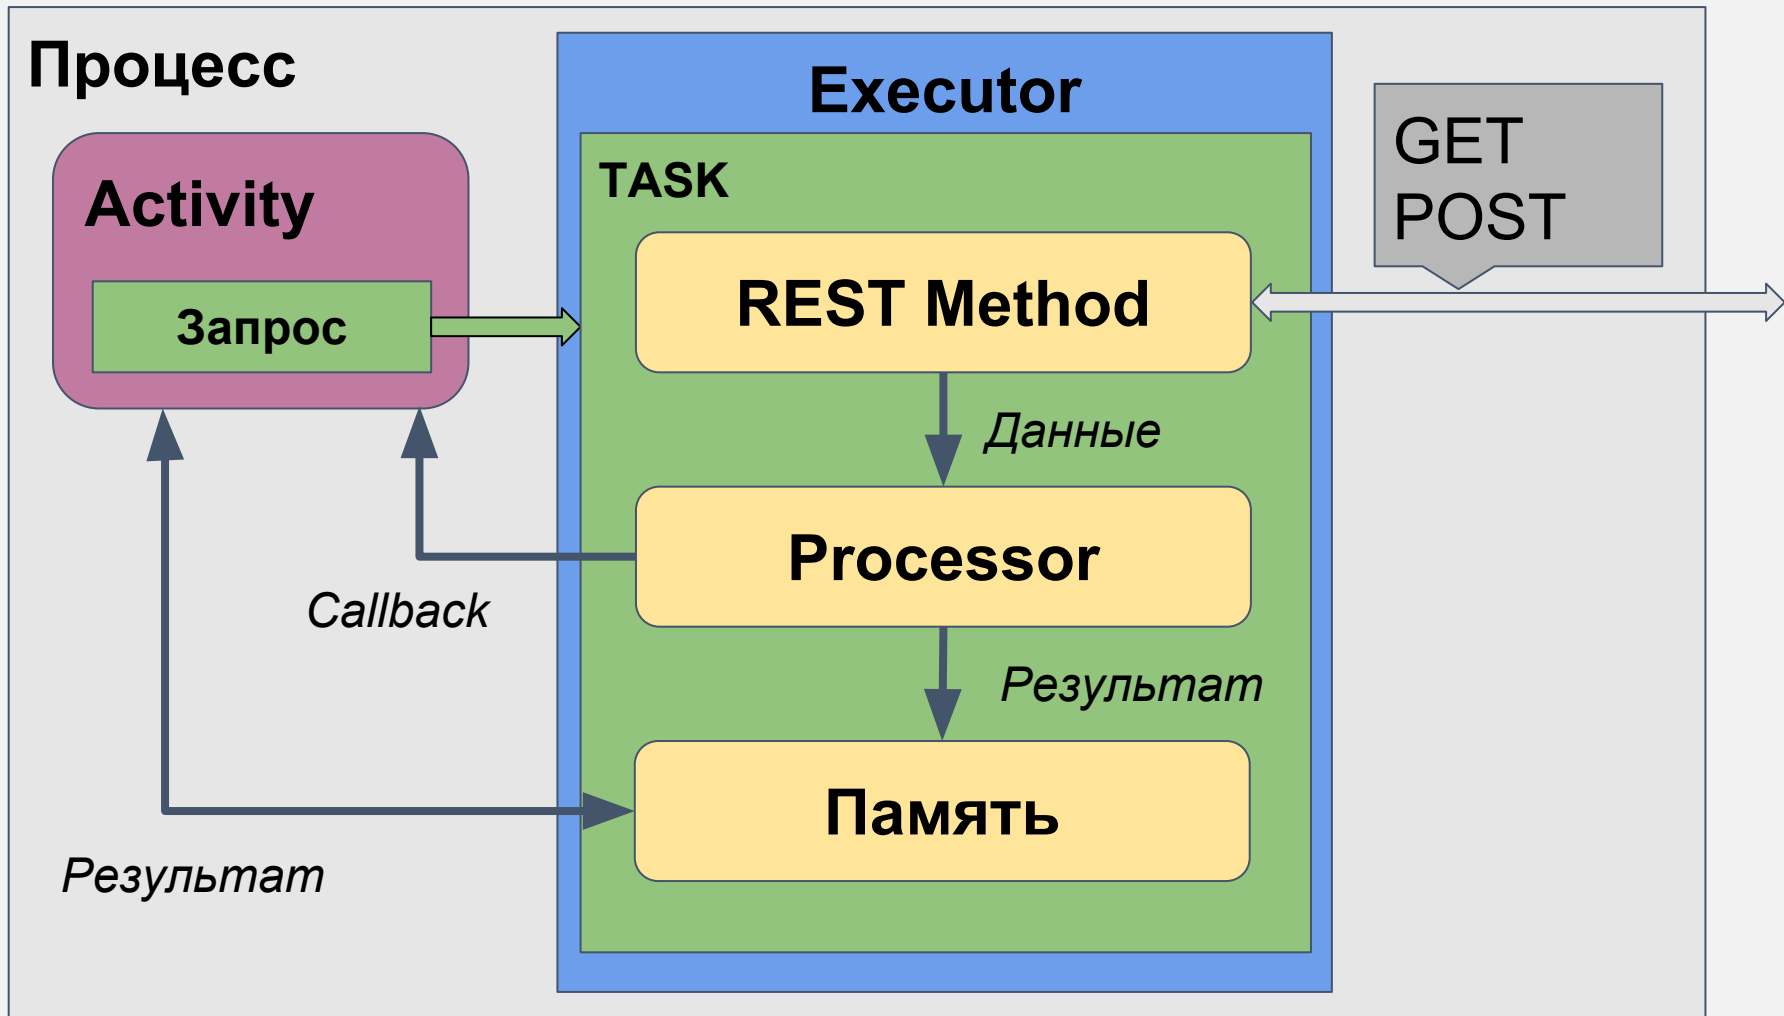 Процесс
Executor
Activity
TASK
GET
POST
REST Method
Запрос
Данные
Processor
Callback
Результат
Память
Результат